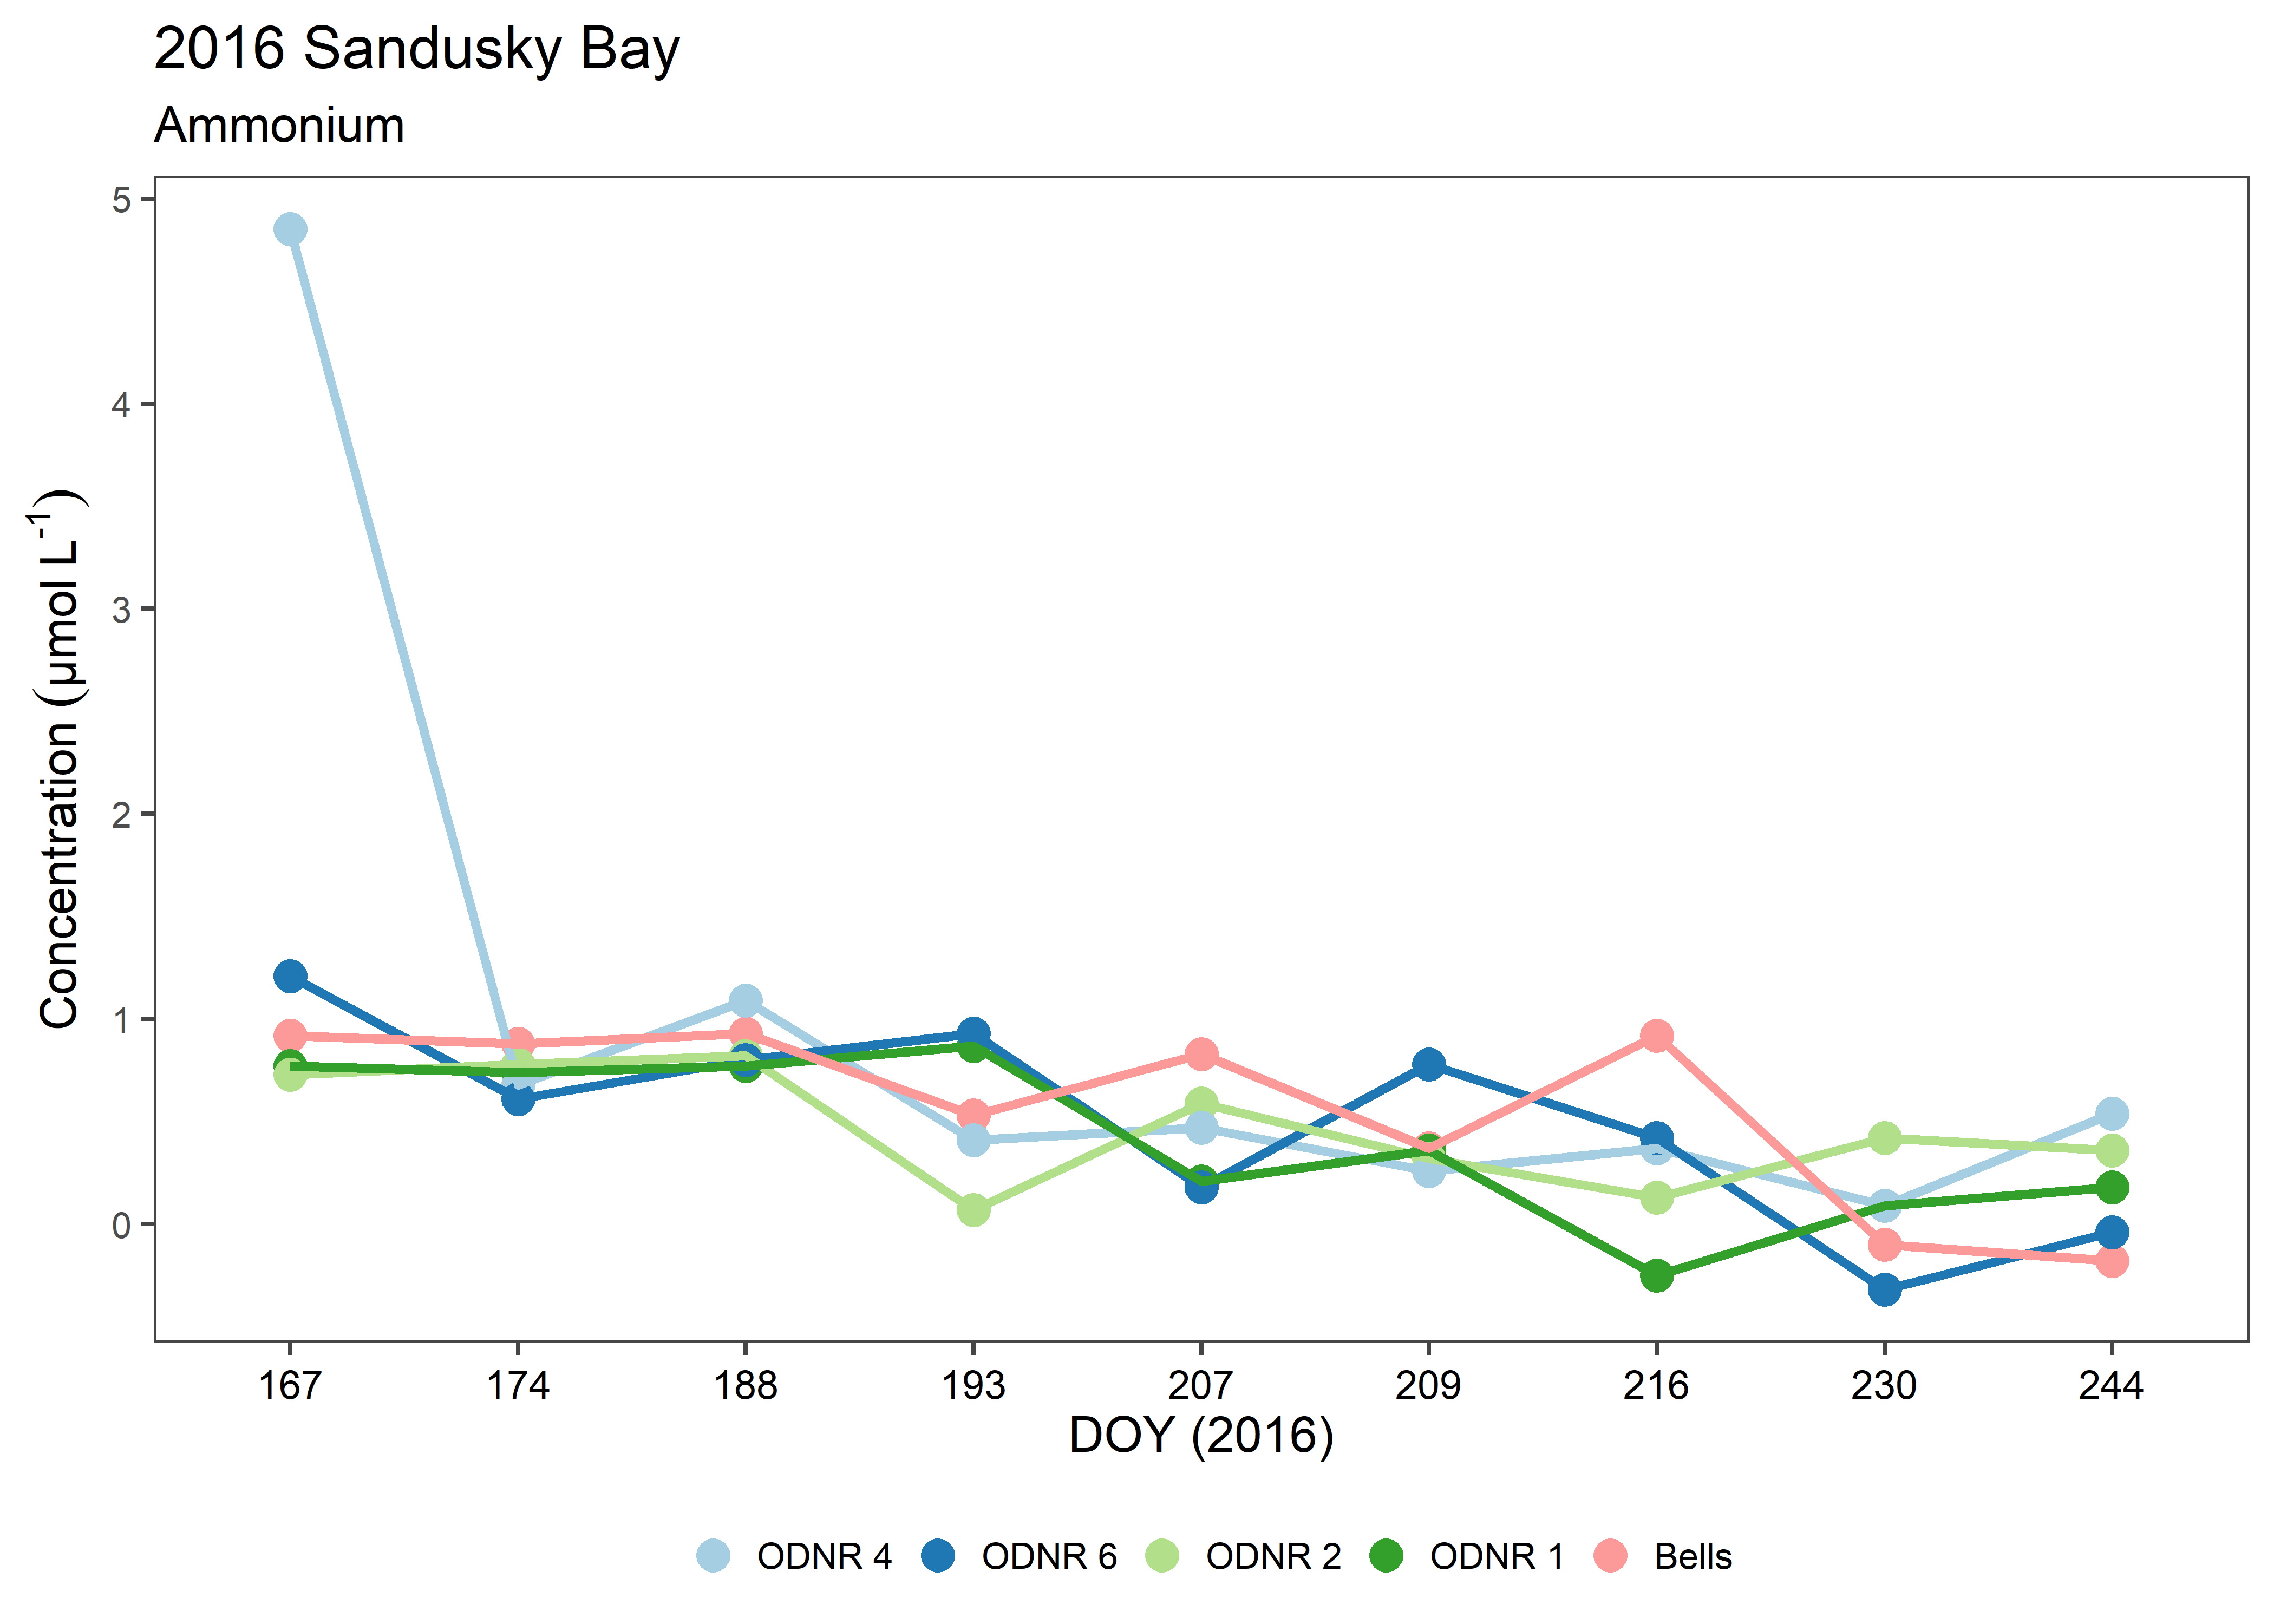 2016 Sandusky Bay
Ammonium
Concentration (µmol L⁻¹)
5
4
3
2
1
0
167 174 188 193 207 209 216 230 244
DOY (2016)
ODNR 4 ODNR 6 ODNR 2 ODNR 1 Bells